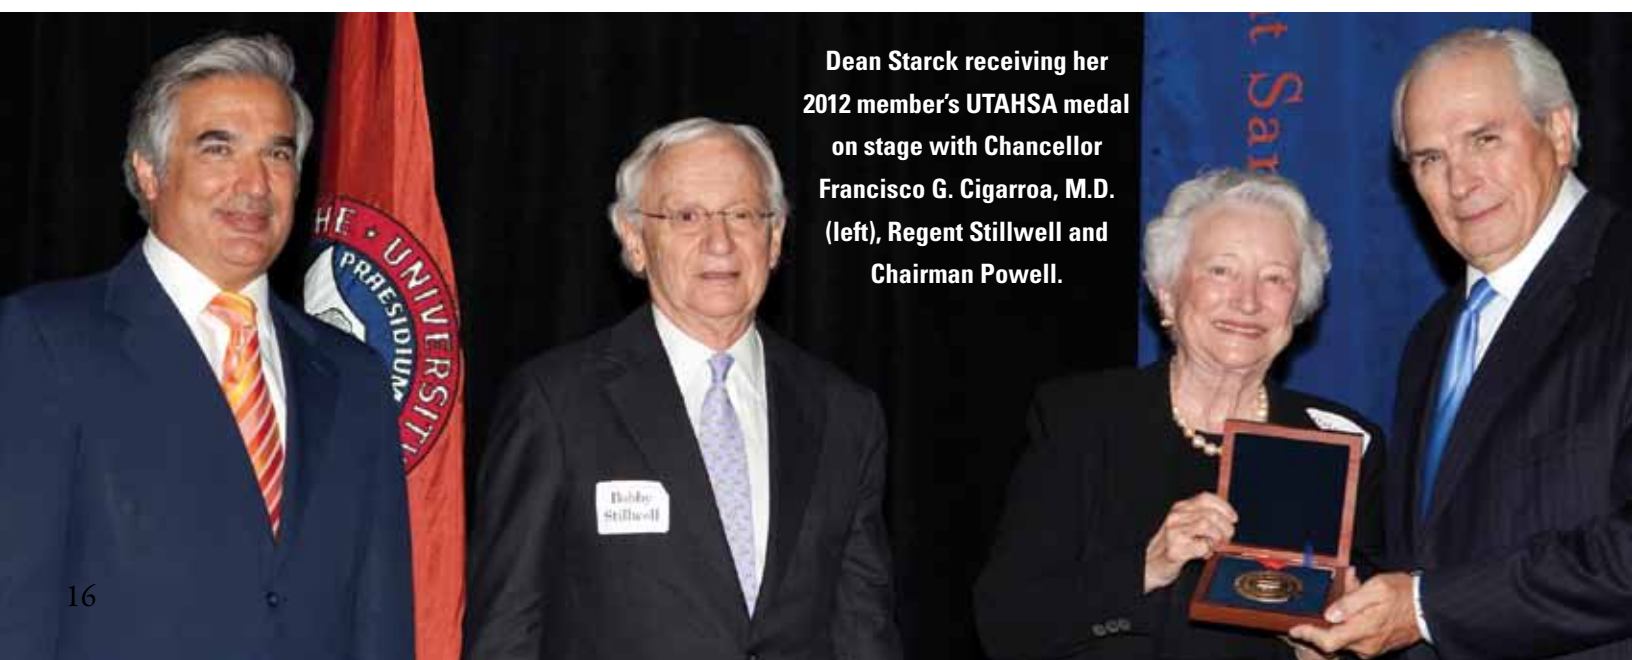 Dean Starck receiving her
2012 member's UTAHSA medal
on stage with Chancellor
Francisco G. Cigarroa, M.D.
(left), Regent Stillwell and
Chairman Powell.
THE · UNIVERSIT
PRAESIDIUM
t San
Bobby
Stillwell
16